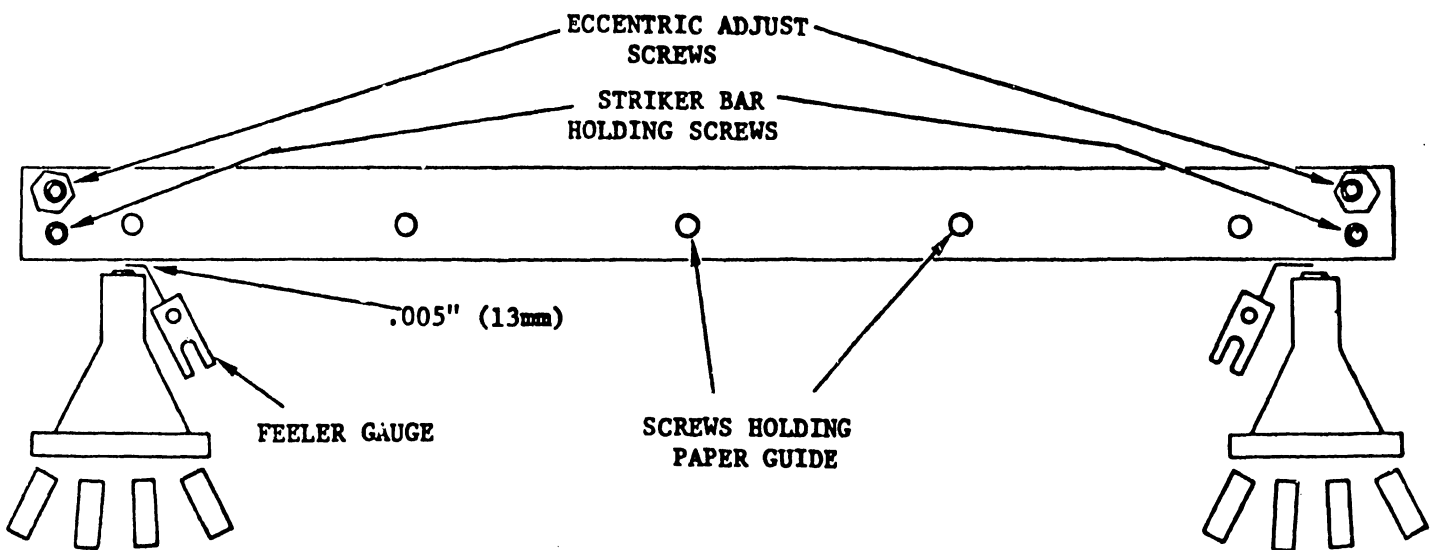 ECCENTRIC ADJUST
SCREWS
STRIKER BAR
HOLDING SCREWS
.005" (13mm)
FEELER GAUGE
SCREWS HOLDING
PAPER GUIDE